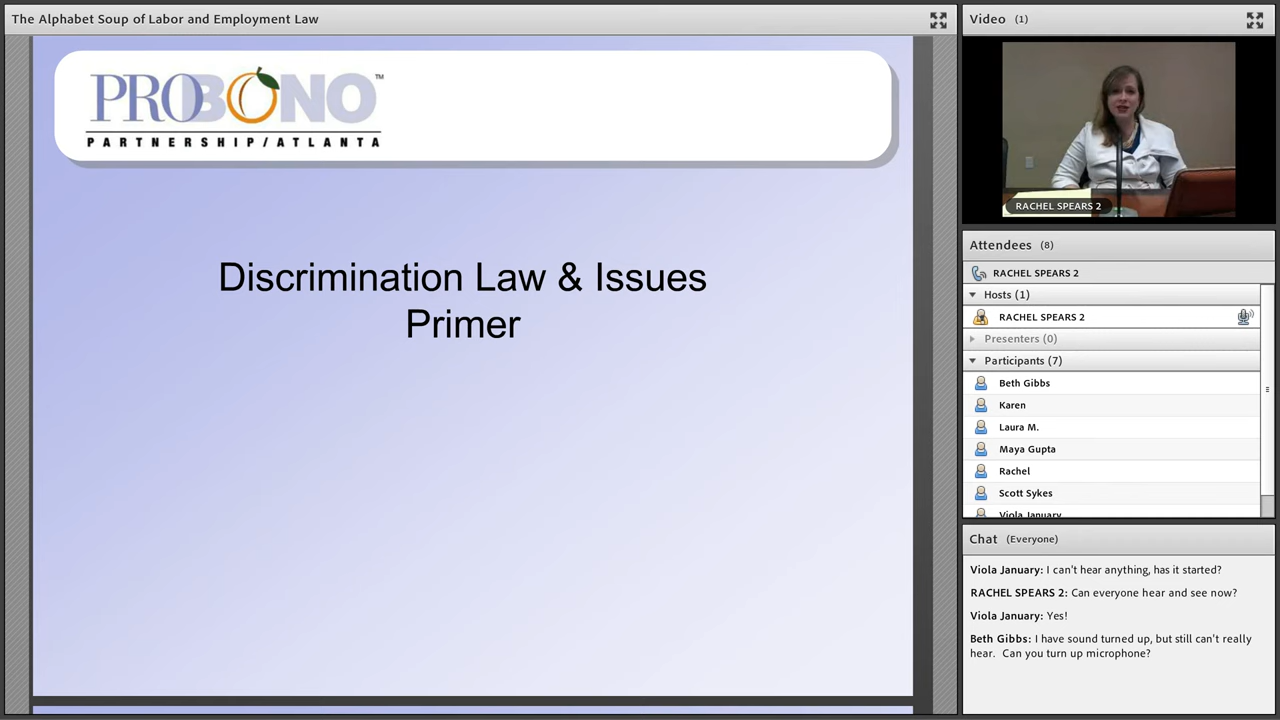 The Alphabet Soup of Labor and Employment Law
PROBONO™
PARTNERSHIP/ATLANTA
Discrimination Law & Issues
Primer
Video (1)
RACHEL SPEARS 2
Attendees (8)
RACHEL SPEARS 2
Hosts (1)
RACHEL SPEARS 2
Presenters (0)
Participants (7)
Beth Gibbs
Karen
Laura M.
Maya Gupta
Rachel
Scott Sykes
Viola January
Chat (Everyone)
Viola January: I can't hear anything, has it started?
RACHEL SPEARS 2: Can everyone hear and see now?
Viola January: Yes!
Beth Gibbs: I have sound turned up, but still can't really
hear. Can you turn up microphone?